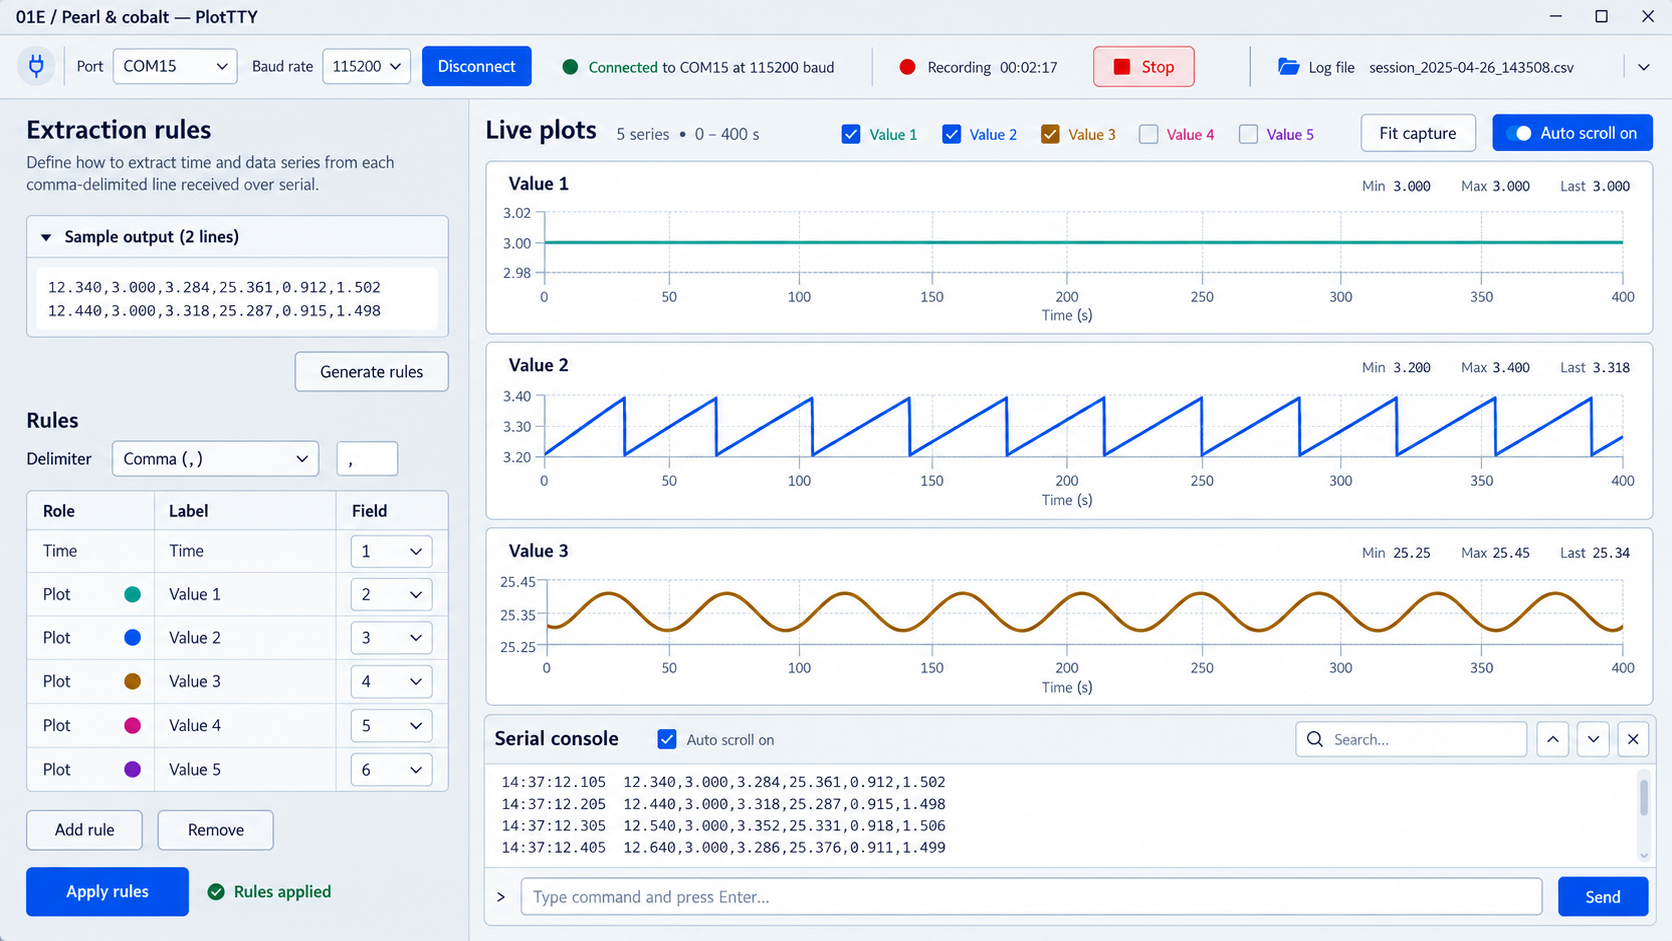 01E / Pearl & cobalt — PlotTTY
Port COM15 Baud rate 115200 Disconnect Connected to COM15 at 115200 baud Recording 00:02:17 Stop Log file session_2025-04-26_143508.csv
Extraction rules
Define how to extract time and data series from each
comma-delimited line received over serial.
Sample output (2 lines)
12.340,3.000,3.284,25.361,0.912,1.502
12.440,3.000,3.318,25.287,0.915,1.498
Generate rules
Rules
Delimiter Comma (,) ,
Role Label Field
Time Time 1
Plot Value 1 2
Plot Value 2 3
Plot Value 3 4
Plot Value 4 5
Plot Value 5 6
Add rule Remove
Apply rules Rules applied
Live plots 5 series • 0 – 400 s Value 1 Value 2 Value 3 Value 4 Value 5 Fit capture Auto scroll on
Value 1 Min 3.000 Max 3.000 Last 3.000
3.02
3.00
2.98
0 50 100 150 200 250 300 350 400
Time (s)
Value 2 Min 3.200 Max 3.400 Last 3.318
3.40
3.30
3.20
0 50 100 150 200 250 300 350 400
Time (s)
Value 3 Min 25.25 Max 25.45 Last 25.34
25.45
25.35
25.25
0 50 100 150 200 250 300 350 400
Time (s)
Serial console Auto scroll on Search...
14:37:12.105 12.340,3.000,3.284,25.361,0.912,1.502
14:37:12.205 12.440,3.000,3.318,25.287,0.915,1.498
14:37:12.305 12.540,3.000,3.352,25.331,0.918,1.506
14:37:12.405 12.640,3.000,3.286,25.376,0.911,1.499
> Type command and press Enter... Send